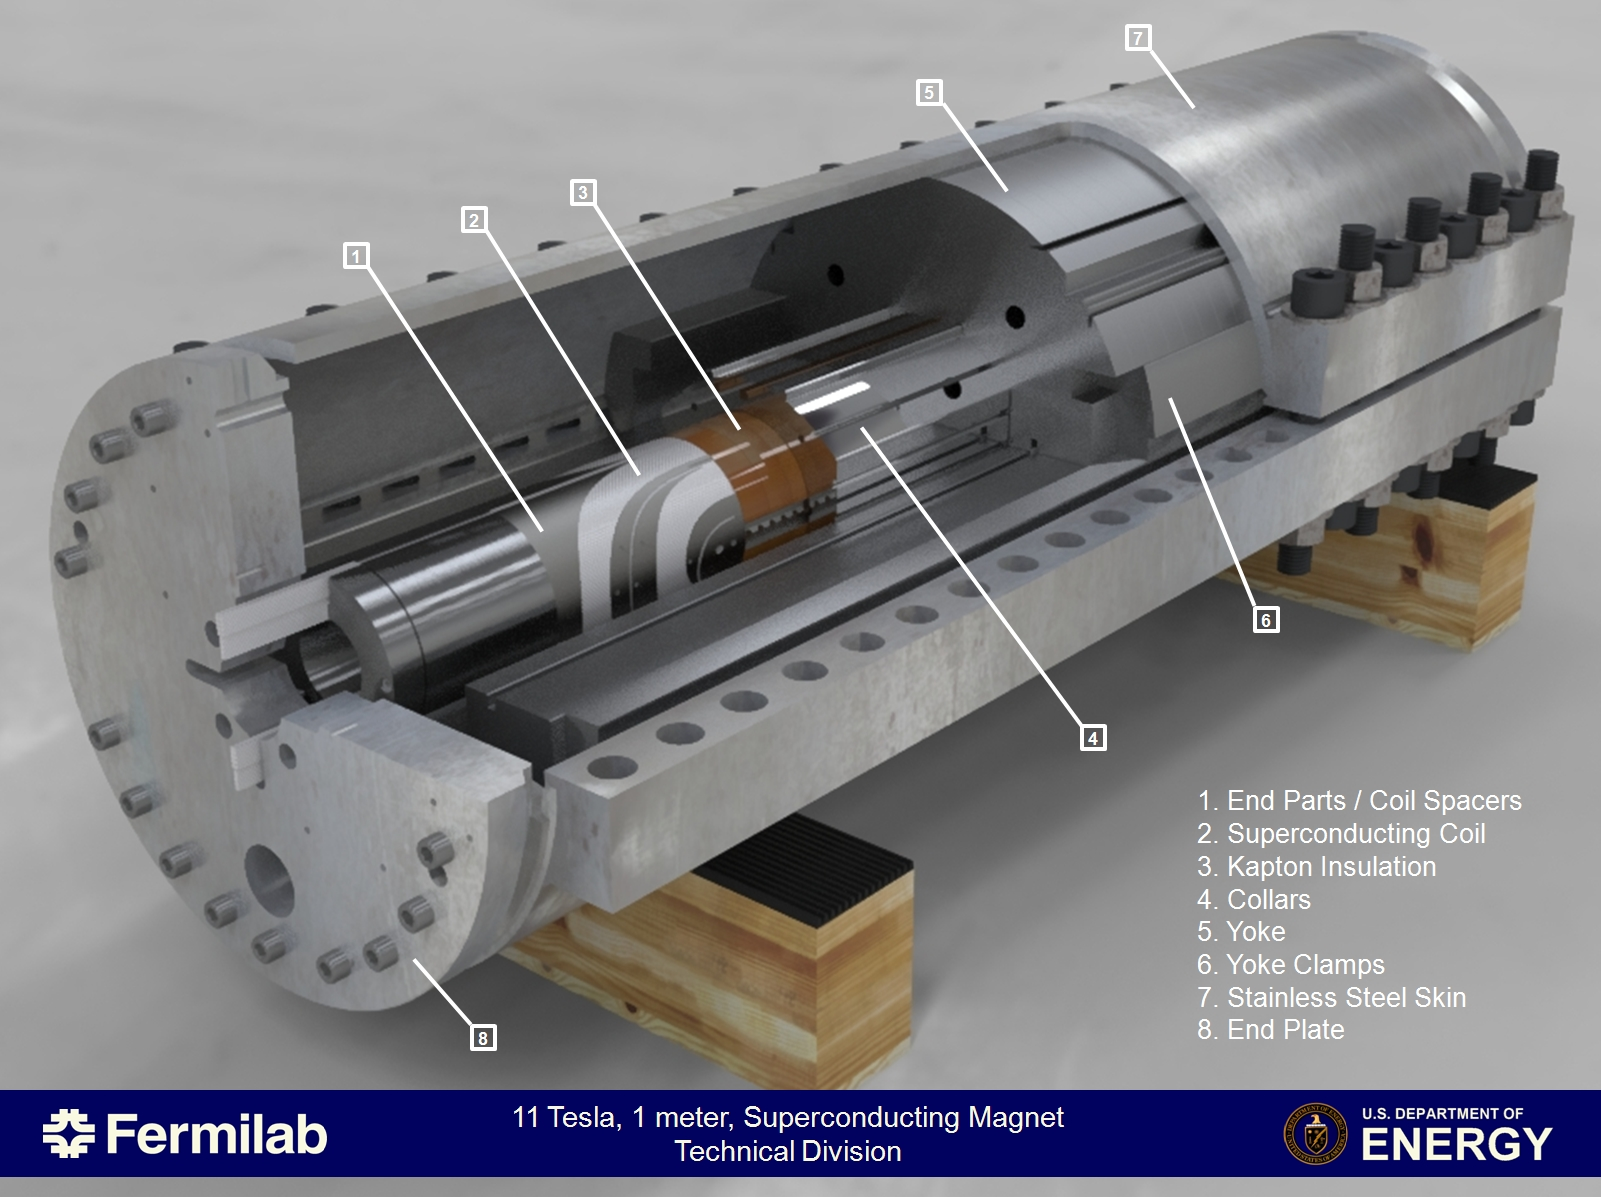 7
5
3
2
1
4
6
8
1. End Parts / Coil Spacers
2. Superconducting Coil
3. Kapton Insulation
4. Collars
5. Yoke
6. Yoke Clamps
7. Stainless Steel Skin
8. End Plate
Fermilab
11 Tesla, 1 meter, Superconducting Magnet
Technical Division
U.S. DEPARTMENT OF
ENERGY